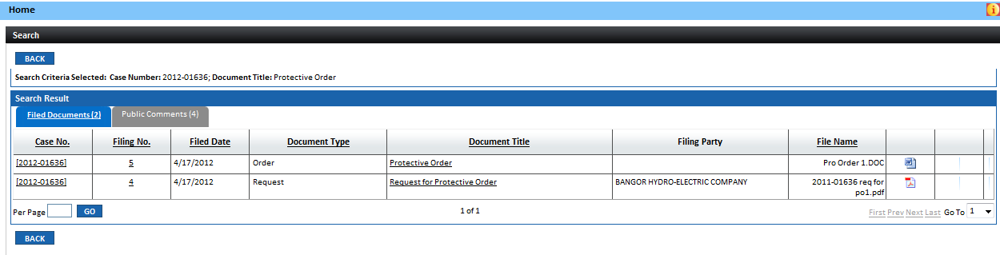 Home
Search
BACK
Search Criteria Selected: Case Number: 2012-01636; Document Title: Protective Order
Search Result
Filed Documents (2) Public Comments (4)
Case No. Filing No. Filed Date Document Type Document Title Filing Party File Name
[2012-01636] 5 4/17/2012 Order Protective Order Pro Order 1.DOC
[2012-01636] 4 4/17/2012 Request Request for Protective Order BANGOR HYDRO-ELECTRIC COMPANY 2011-01636 req for
po1.pdf
Per Page GO 1 of 1 First Prev Next Last Go To 1
BACK